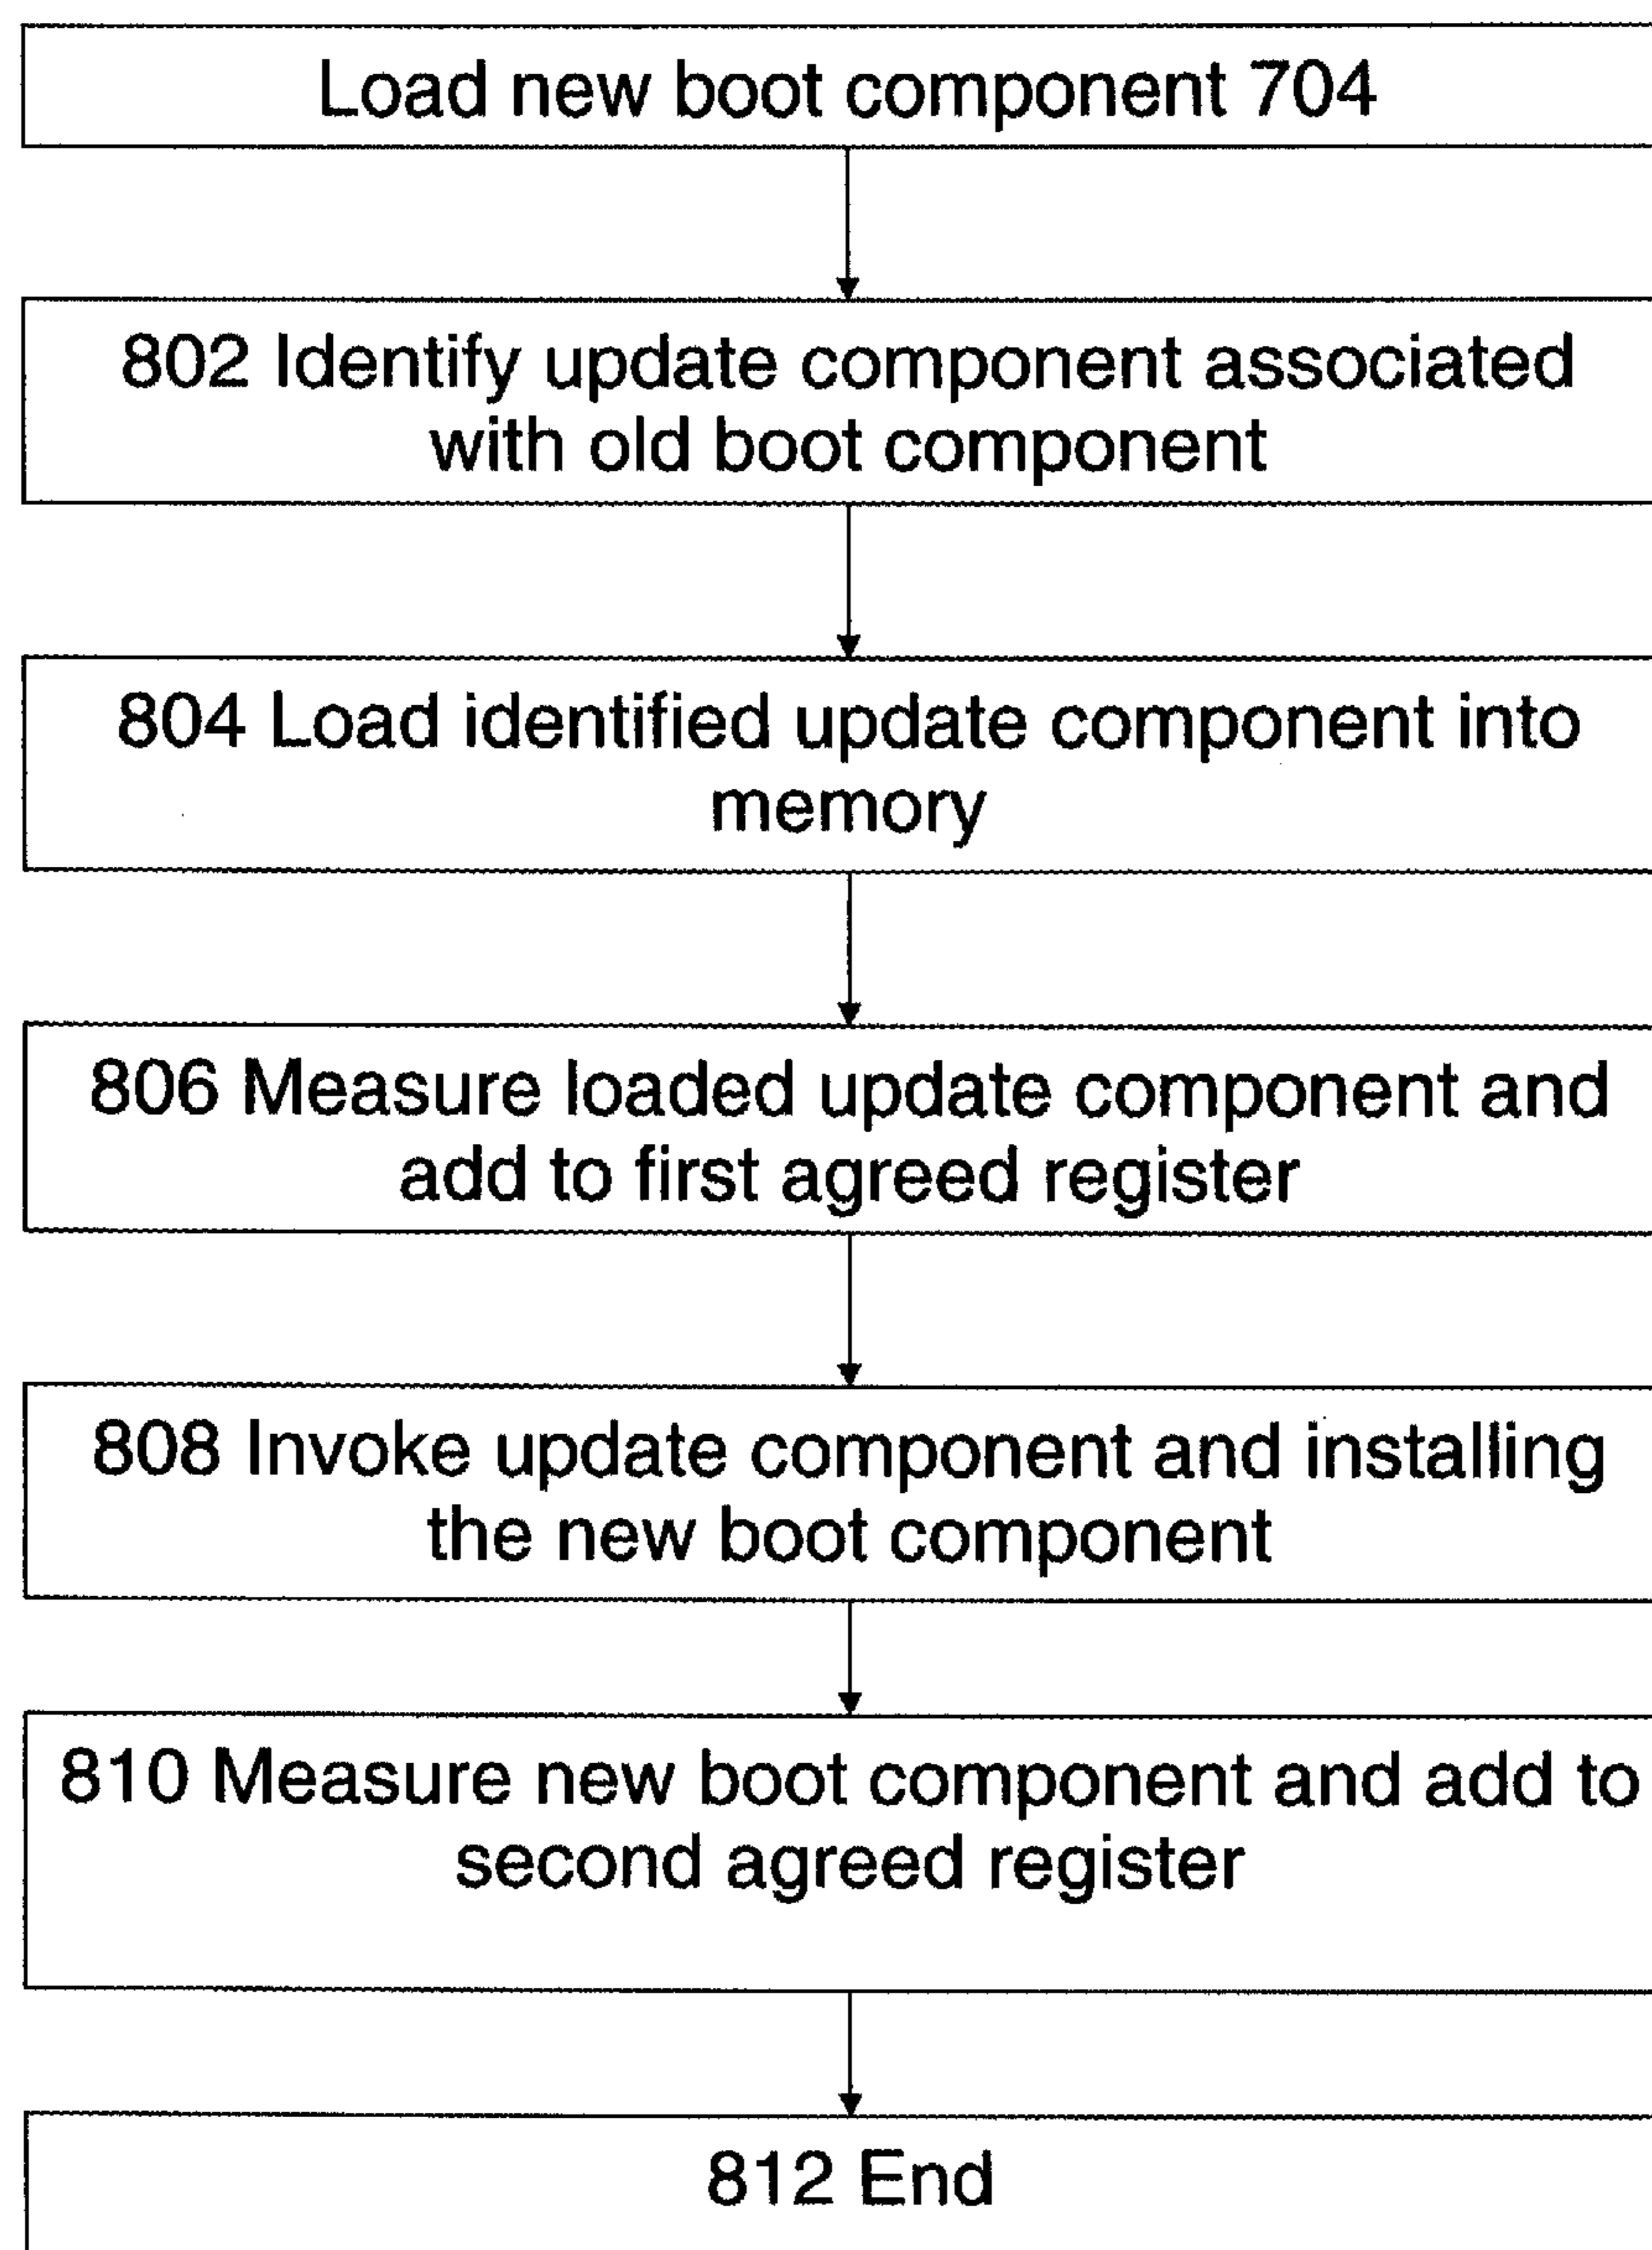 Load new boot component 704
802 Identify update component associated
with old boot component
804 Load identified update component into
memory
806 Measure loaded update component and
add to first agreed register
808 Invoke update component and installing
the new boot component
810 Measure new boot component and add to
second agreed register
812 End